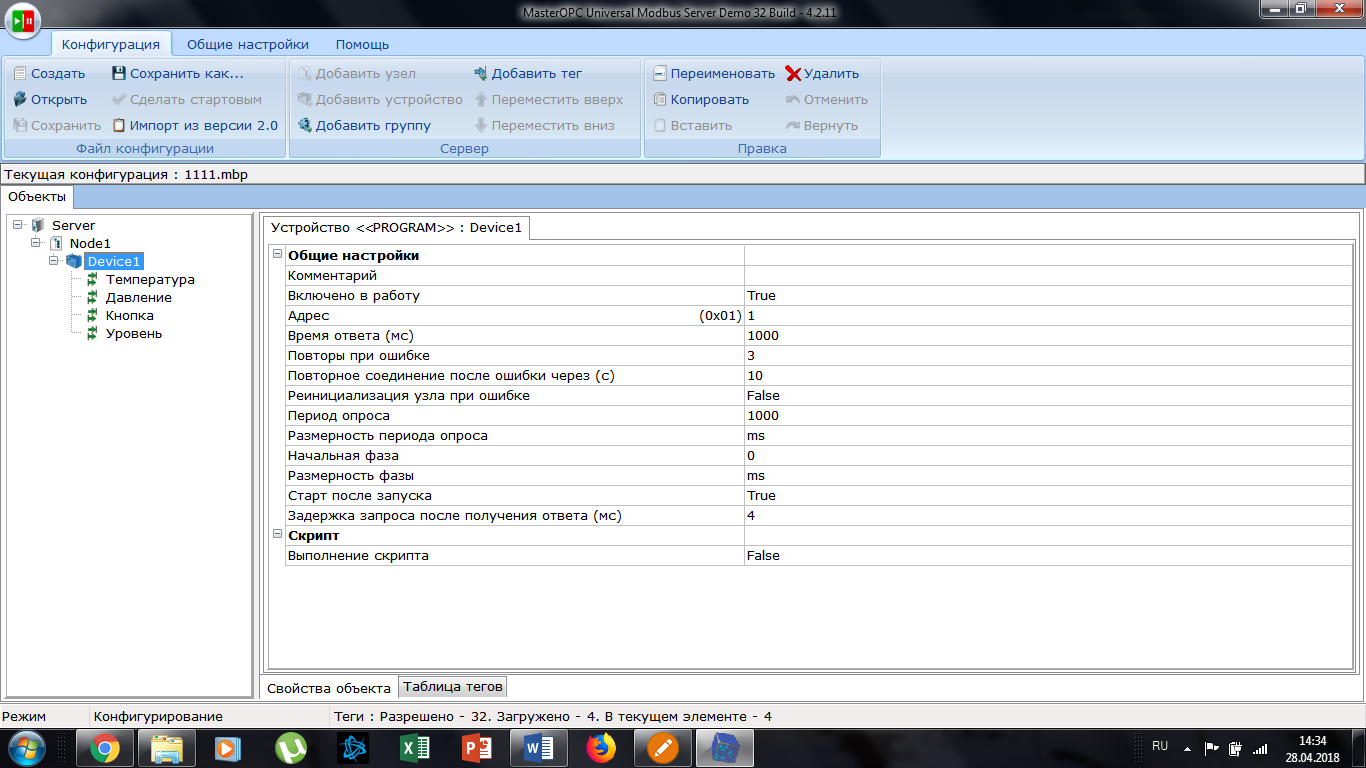 MasterOPC Universal Modbus Server Demo 32 Build - 4.2.11
Конфигурация Общие настройки Помощь
Создать Сохранить как... Добавить узел Добавить тег Переименовать Удалить
Открыть Сделать стартовым Добавить устройство Переместить вверх Копировать Отменить
Сохранить Импорт из версии 2.0 Добавить группу Переместить вниз Вставить Вернуть
Файл конфигурации Сервер Правка
Текущая конфигурация : 1111.mbp
Объекты
Server
Node1
Device1
Температура
Давление
Кнопка
Уровень
Устройство <<PROGRAM>> : Device1
Общие настройки
Комментарий
Включено в работу True
Адрес (0x01) 1
Время ответа (мс) 1000
Повторы при ошибке 3
Повторное соединение после ошибки через (с) 10
Реинициализация узла при ошибке False
Период опроса 1000
Размерность периода опроса ms
Начальная фаза 0
Размерность фазы ms
Старт после запуска True
Задержка запроса после получения ответа (мс) 4
Скрипт
Выполнение скрипта False
Свойства объекта Таблица тегов
Режим Конфигурирование Теги : Разрешено - 32. Загружено - 4. В текущем элементе - 4
RU 14:34
28.04.2018